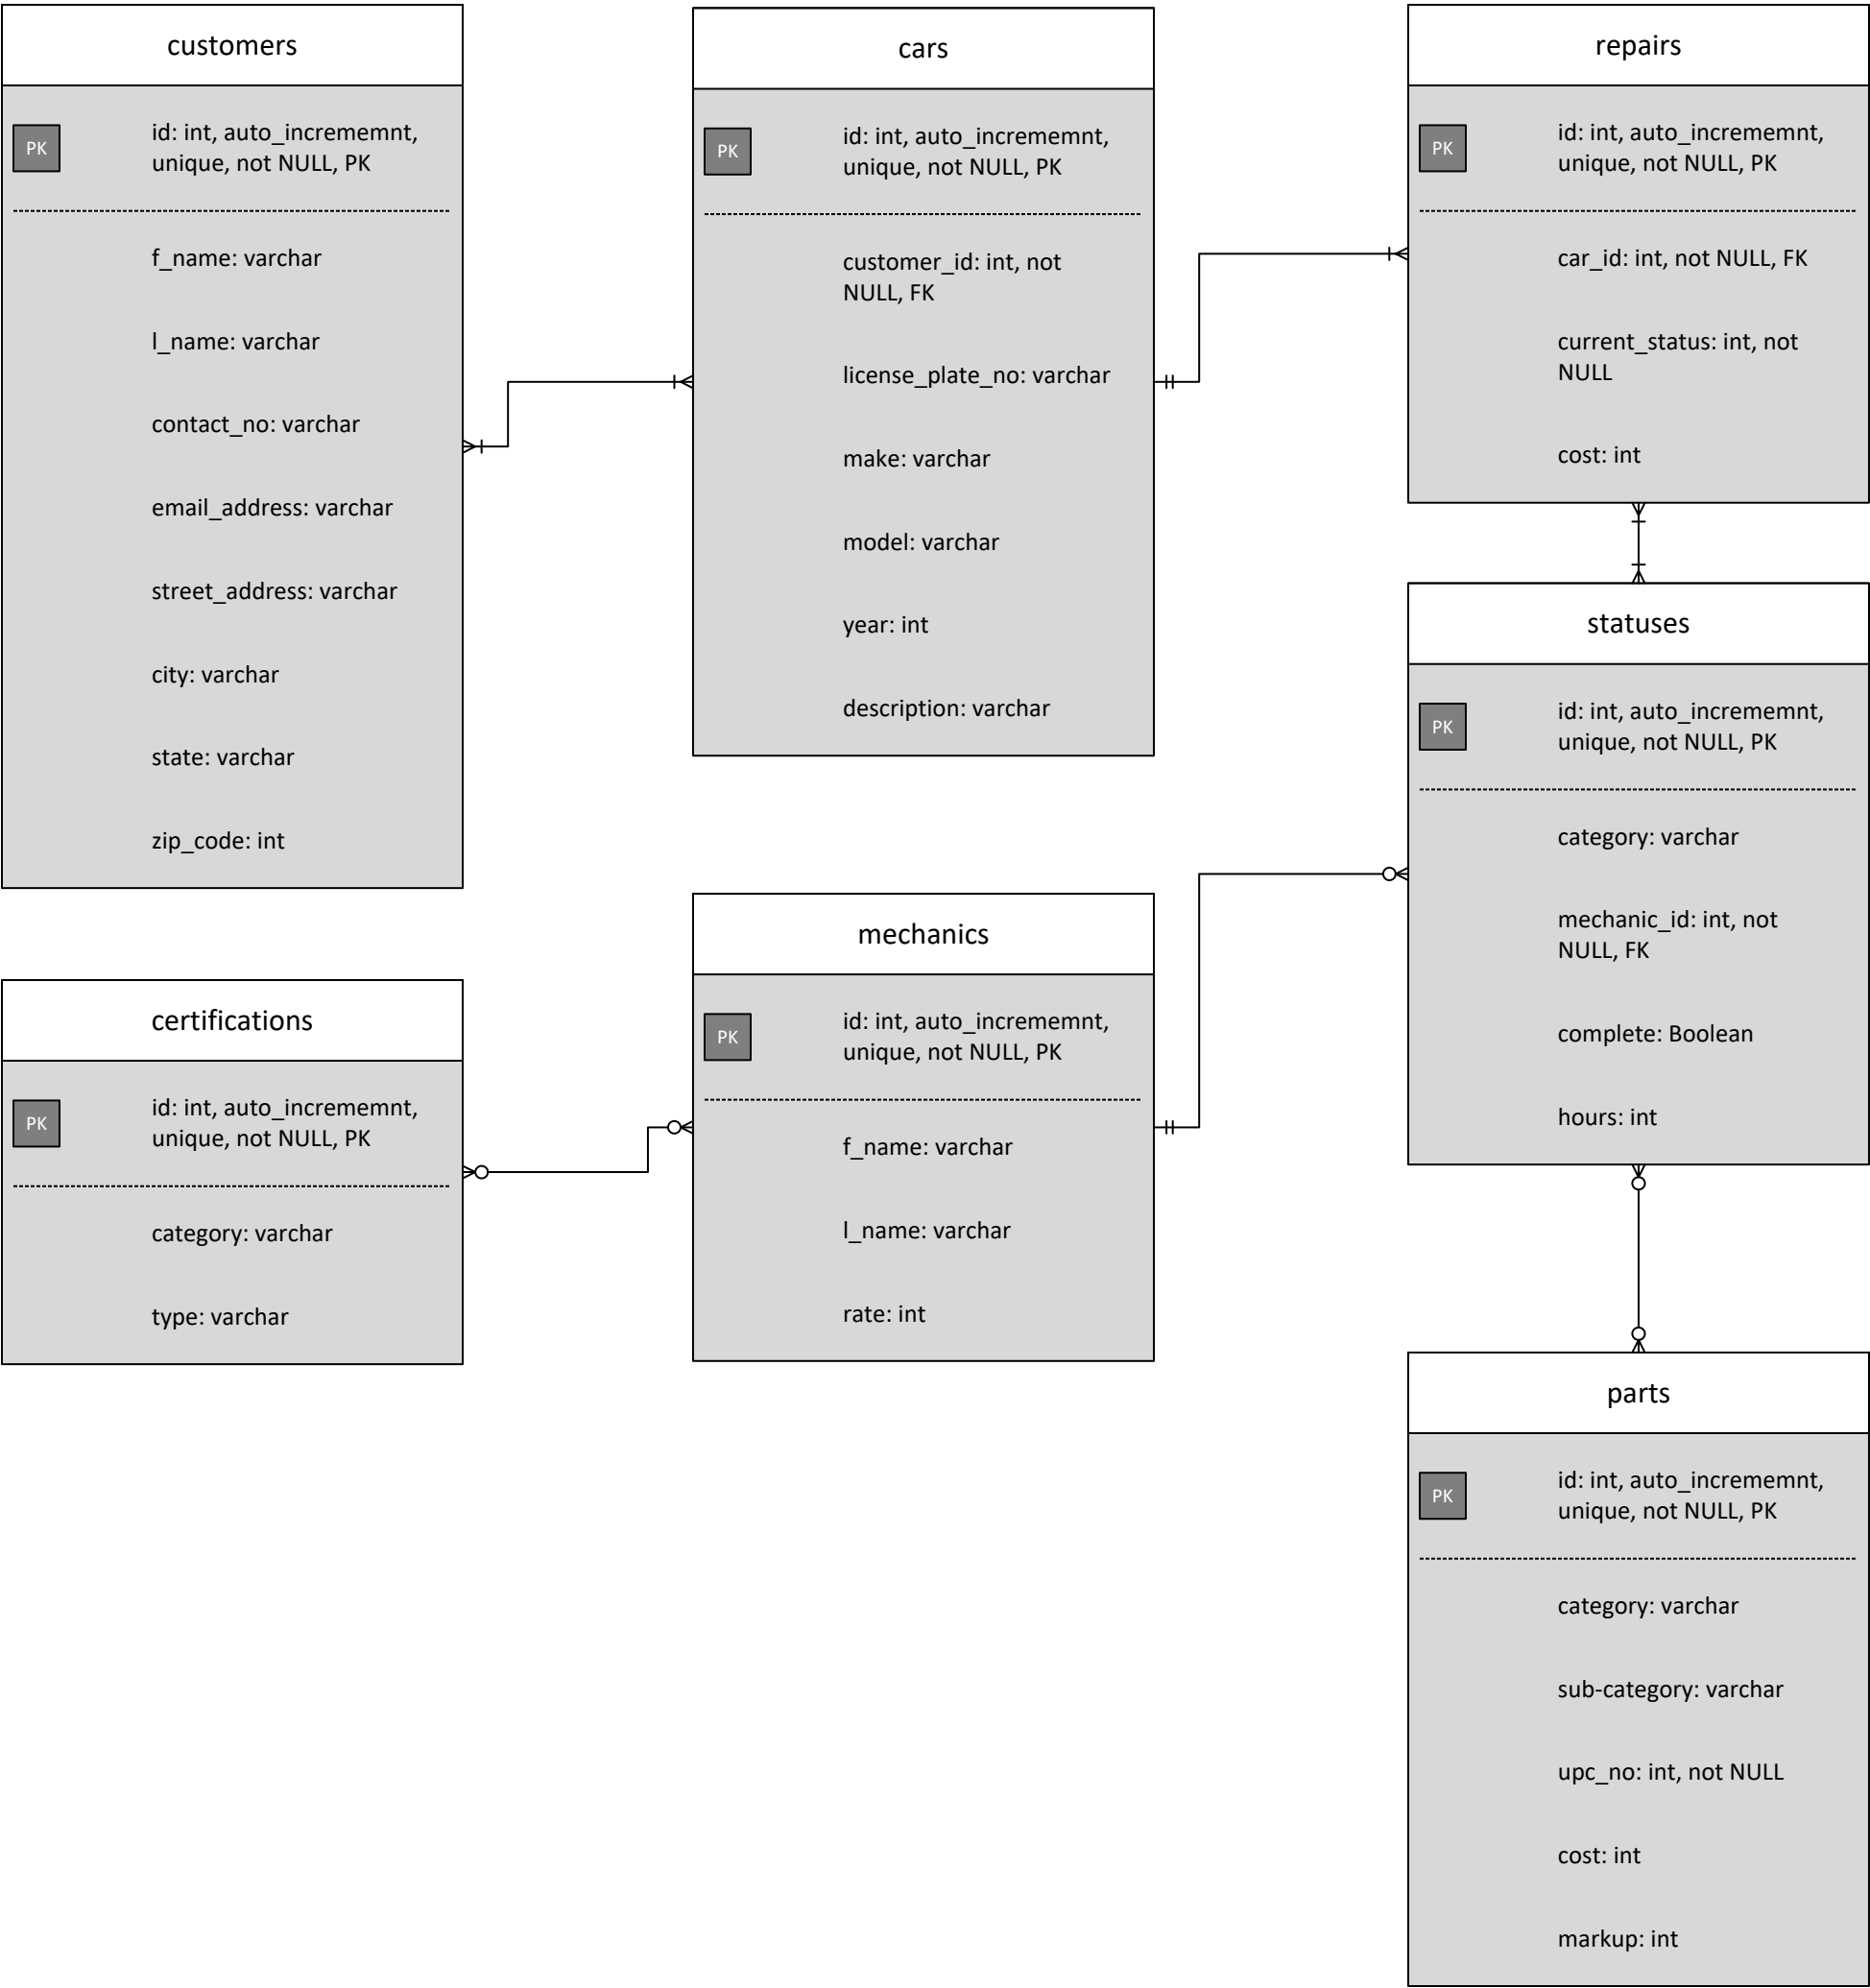 customers
PK
id: int, auto_incrememnt,
unique, not NULL, PK
f_name: varchar
l_name: varchar
contact_no: varchar
email_address: varchar
street_address: varchar
city: varchar
state: varchar
zip_code: int
cars
PK
id: int, auto_incrememnt,
unique, not NULL, PK
customer_id: int, not
NULL, FK
license_plate_no: varchar
make: varchar
model: varchar
year: int
description: varchar
repairs
PK
id: int, auto_incrememnt,
unique, not NULL, PK
car_id: int, not NULL, FK
current_status: int, not
NULL
cost: int
statuses
PK
id: int, auto_incrememnt,
unique, not NULL, PK
category: varchar
mechanic_id: int, not
NULL, FK
complete: Boolean
hours: int
mechanics
PK
id: int, auto_incrememnt,
unique, not NULL, PK
f_name: varchar
l_name: varchar
rate: int
certifications
PK
id: int, auto_incrememnt,
unique, not NULL, PK
category: varchar
type: varchar
parts
PK
id: int, auto_incrememnt,
unique, not NULL, PK
category: varchar
sub-category: varchar
upc_no: int, not NULL
cost: int
markup: int